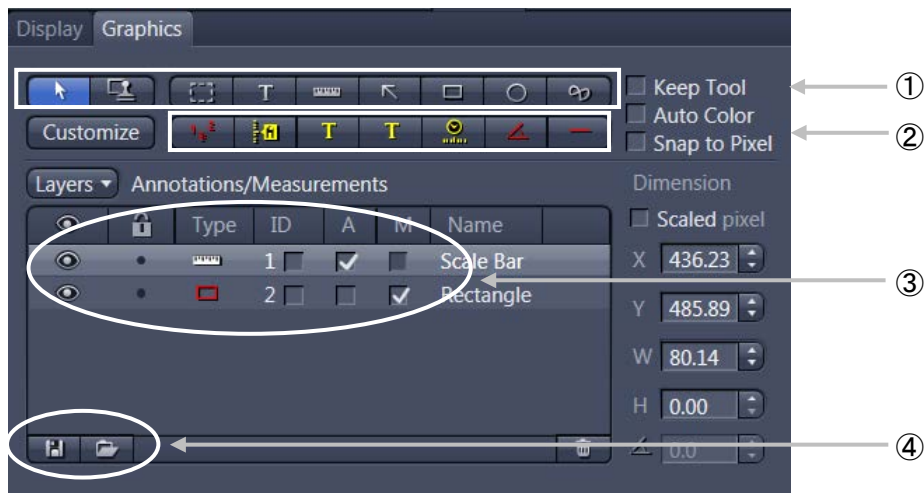 Display Graphics
T Keep Tool ①
Auto Color
Customize T T Snap to Pixel ②
Layers Annotations/Measurements Dimension
Type ID A M Name Scaled pixel
1 Scale Bar X 436.23
2 Rectangle ③
Y 485.89
W 80.14
H 0.00
0.0 ④